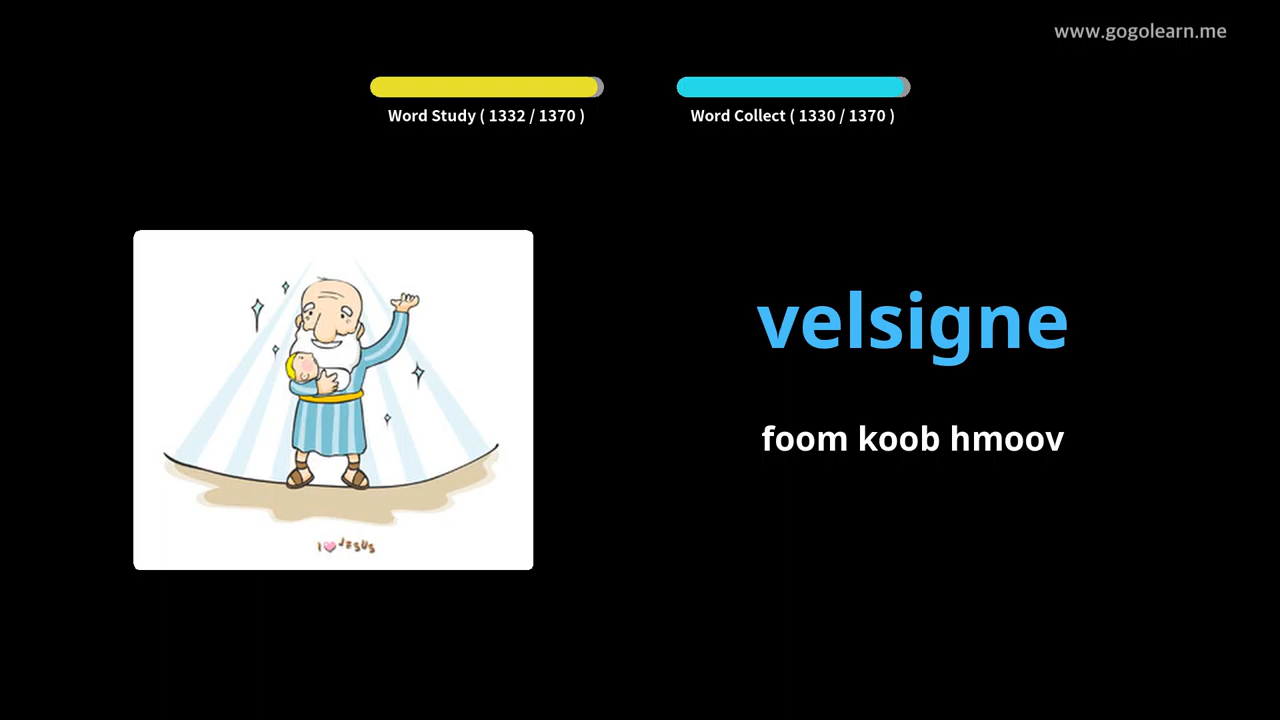 www.gogolearn.me
Word Study ( 1332 / 1370 )
Word Collect ( 1330 / 1370 )
velsigne
foom koob hmoov
I ❤ JESUS